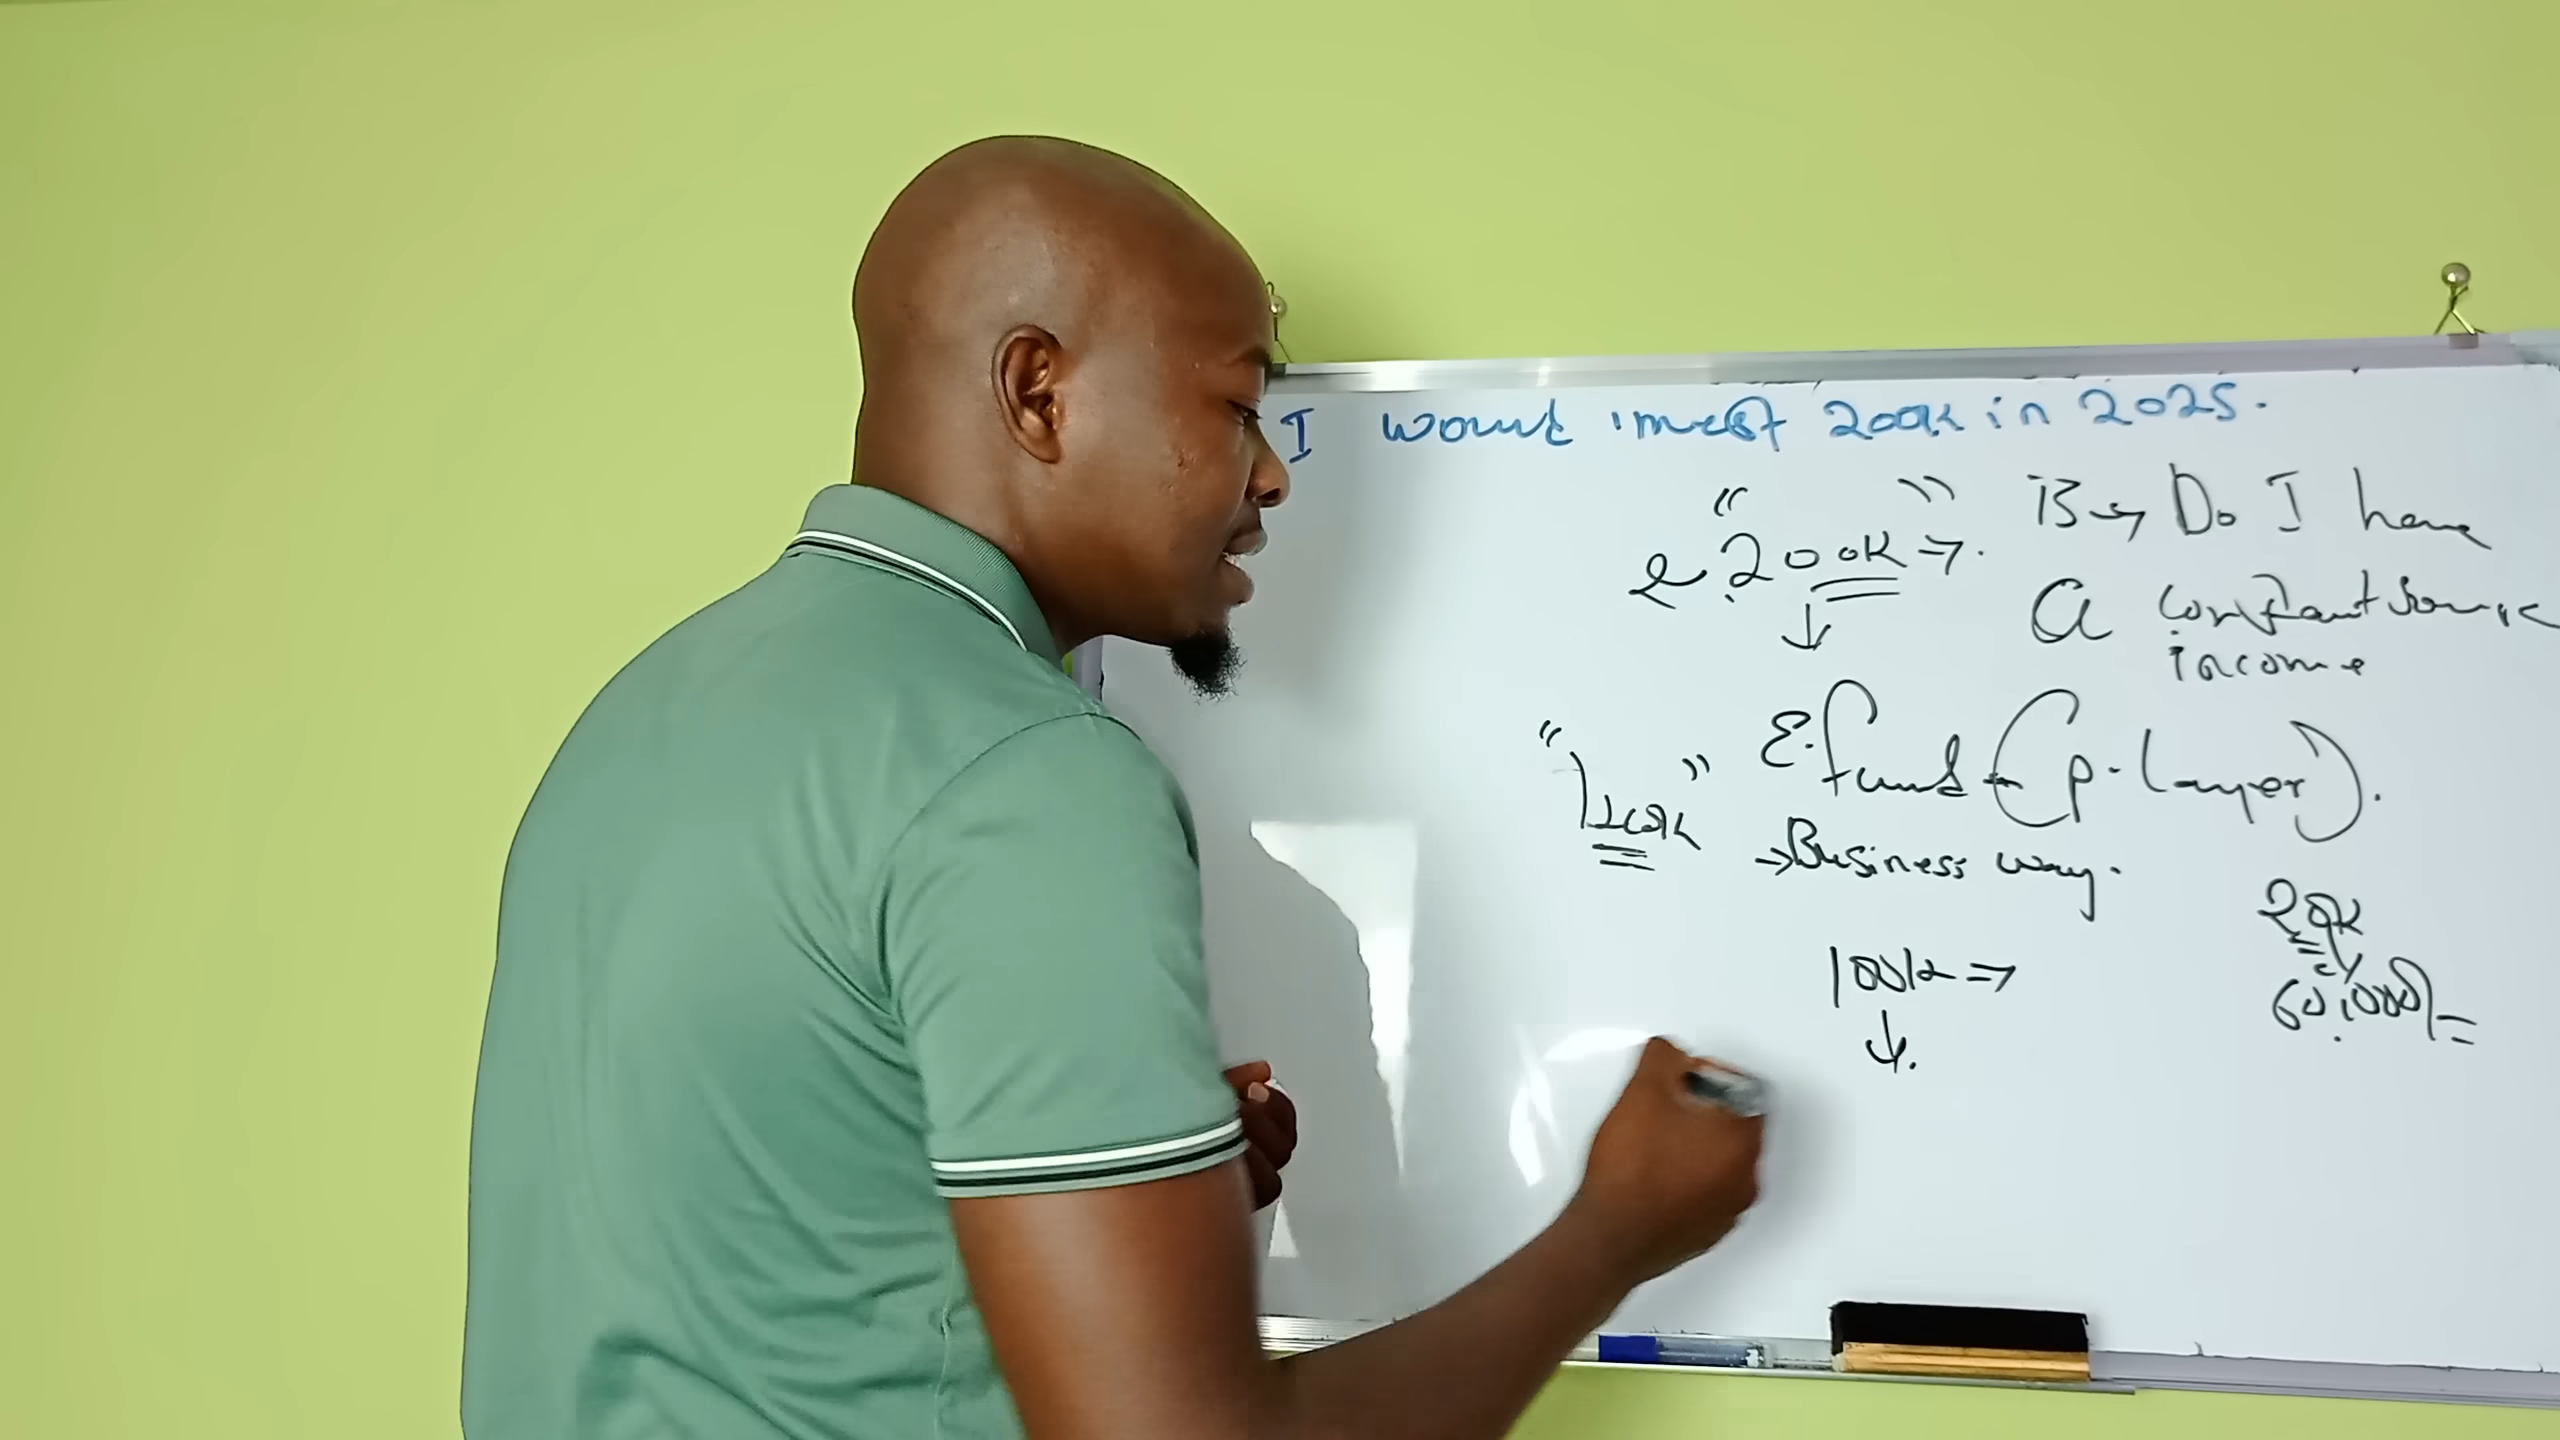 I would invest 200k in 2025.
" 200k " =>.
B → Do I have
a constant source
income
E. fund - (p. layer).
" 120k "
→ Business way.
20k
60,000/=
100k =>